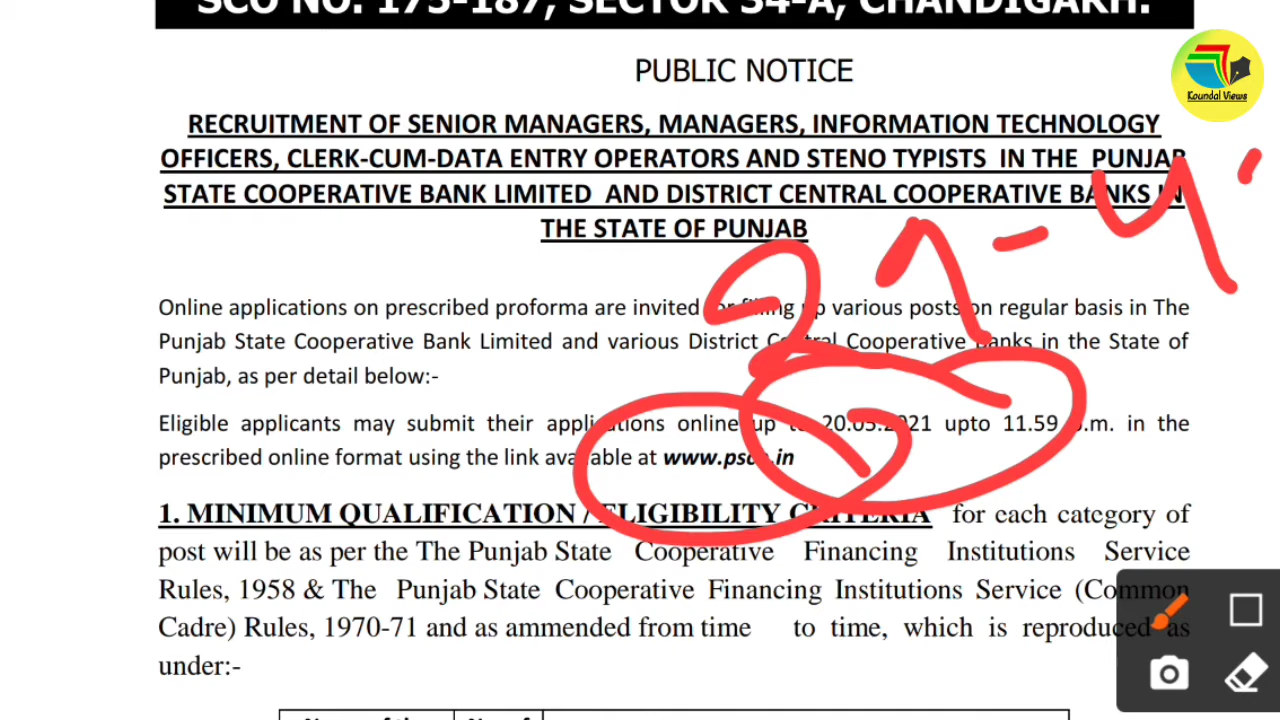 SCO NO. 175-187, SECTOR 34-A, CHANDIGARH.
PUBLIC NOTICE
Koundal Views
RECRUITMENT OF SENIOR MANAGERS, MANAGERS, INFORMATION TECHNOLOGY
OFFICERS, CLERK-CUM-DATA ENTRY OPERATORS AND STENO TYPISTS IN THE PUNJAB
STATE COOPERATIVE BANK LIMITED AND DISTRICT CENTRAL COOPERATIVE BANKS IN
THE STATE OF PUNJAB
21-4
Online applications on prescribed proforma are invited for filling up various posts on regular basis in The
Punjab State Cooperative Bank Limited and various District Central Cooperative Banks in the State of
Punjab, as per detail below:-
Eligible applicants may submit their applications online up to 20.05.2021 upto 11.59 p.m. in the
prescribed online format using the link available at www.pscb.in
1. MINIMUM QUALIFICATION / ELIGIBILITY CRITERIA for each category of
post will be as per the The Punjab State Cooperative Financing Institutions Service
Rules, 1958 & The Punjab State Cooperative Financing Institutions Service (Common
Cadre) Rules, 1970-71 and as ammended from time to time, which is reproduced as
under:-